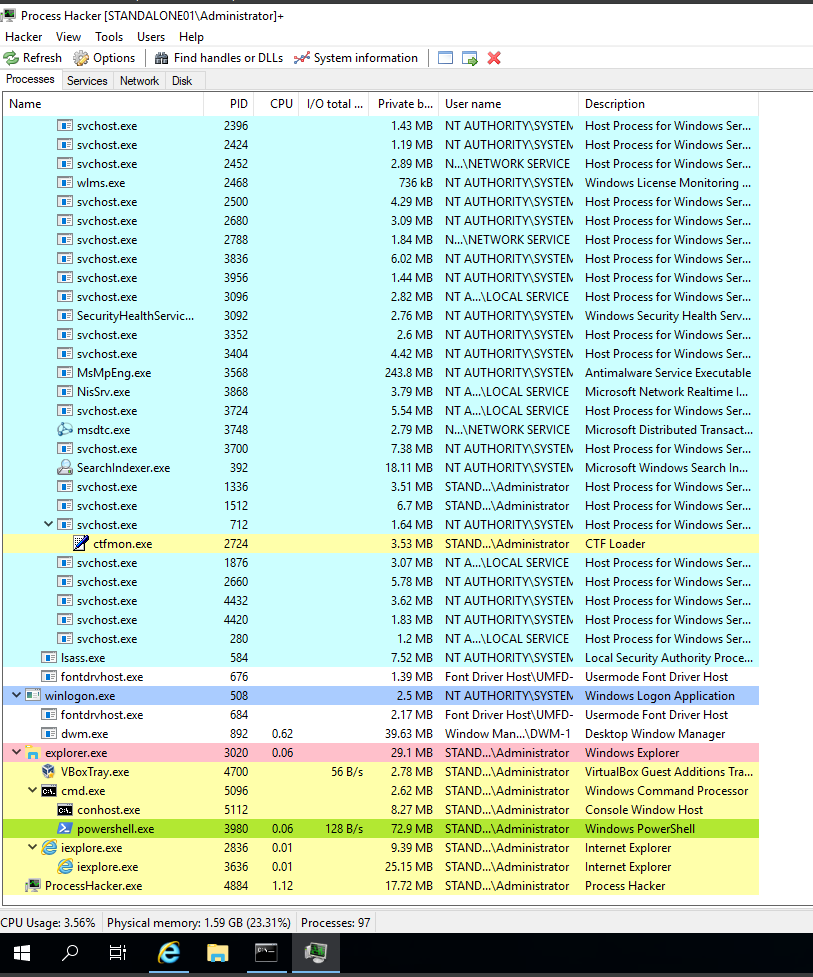 Process Hacker [STANDALONE01\Administrator]+
Hacker View Tools Users Help
Refresh Options Find handles or DLLs System information
Processes Services Network Disk
Name PID CPU I/O total ... Private b... User name Description
svchost.exe 2396 1.43 MB NT AUTHORITY\SYSTEM Host Process for Windows Ser...
svchost.exe 2424 1.19 MB NT AUTHORITY\SYSTEM Host Process for Windows Ser...
svchost.exe 2452 2.89 MB N...\NETWORK SERVICE Host Process for Windows Ser...
wlms.exe 2468 736 kB NT AUTHORITY\SYSTEM Windows License Monitoring ...
svchost.exe 2500 4.29 MB NT AUTHORITY\SYSTEM Host Process for Windows Ser...
svchost.exe 2680 3.09 MB NT AUTHORITY\SYSTEM Host Process for Windows Ser...
svchost.exe 2788 1.84 MB N...\NETWORK SERVICE Host Process for Windows Ser...
svchost.exe 3836 6.02 MB NT AUTHORITY\SYSTEM Host Process for Windows Ser...
svchost.exe 3956 1.44 MB NT AUTHORITY\SYSTEM Host Process for Windows Ser...
svchost.exe 3096 2.82 MB NT A...\LOCAL SERVICE Host Process for Windows Ser...
SecurityHealthServic... 3092 2.76 MB NT AUTHORITY\SYSTEM Windows Security Health Serv...
svchost.exe 3352 2.6 MB NT AUTHORITY\SYSTEM Host Process for Windows Ser...
svchost.exe 3404 4.42 MB NT AUTHORITY\SYSTEM Host Process for Windows Ser...
MsMpEng.exe 3568 243.8 MB NT AUTHORITY\SYSTEM Antimalware Service Executable
NisSrv.exe 3868 3.79 MB NT A...\LOCAL SERVICE Microsoft Network Realtime I...
svchost.exe 3724 5.54 MB NT A...\LOCAL SERVICE Host Process for Windows Ser...
msdtc.exe 3748 2.79 MB N...\NETWORK SERVICE Microsoft Distributed Transact...
svchost.exe 3700 7.38 MB NT AUTHORITY\SYSTEM Host Process for Windows Ser...
SearchIndexer.exe 392 18.11 MB NT AUTHORITY\SYSTEM Microsoft Windows Search In...
svchost.exe 1336 3.51 MB STAND...\Administrator Host Process for Windows Ser...
svchost.exe 1512 6.7 MB STAND...\Administrator Host Process for Windows Ser...
svchost.exe 712 1.64 MB NT AUTHORITY\SYSTEM Host Process for Windows Ser...
ctfmon.exe 2724 3.53 MB STAND...\Administrator CTF Loader
svchost.exe 1876 3.07 MB NT A...\LOCAL SERVICE Host Process for Windows Ser...
svchost.exe 2660 5.78 MB NT AUTHORITY\SYSTEM Host Process for Windows Ser...
svchost.exe 4432 3.62 MB NT AUTHORITY\SYSTEM Host Process for Windows Ser...
svchost.exe 4420 1.83 MB NT AUTHORITY\SYSTEM Host Process for Windows Ser...
svchost.exe 280 1.2 MB NT A...\LOCAL SERVICE Host Process for Windows Ser...
lsass.exe 584 7.52 MB NT AUTHORITY\SYSTEM Local Security Authority Proce...
fontdrvhost.exe 676 1.39 MB Font Driver Host\UMFD- Usermode Font Driver Host
winlogon.exe 508 2.5 MB NT AUTHORITY\SYSTEM Windows Logon Application
fontdrvhost.exe 684 2.17 MB Font Driver Host\UMFD- Usermode Font Driver Host
dwm.exe 892 0.62 39.63 MB Window Man...\DWM-1 Desktop Window Manager
explorer.exe 3020 0.06 29.1 MB STAND...\Administrator Windows Explorer
VBoxTray.exe 4700 56 B/s 2.78 MB STAND...\Administrator VirtualBox Guest Additions Tra...
cmd.exe 5096 2.62 MB STAND...\Administrator Windows Command Processor
conhost.exe 5112 8.27 MB STAND...\Administrator Console Window Host
powershell.exe 3980 0.06 128 B/s 72.9 MB STAND...\Administrator Windows PowerShell
iexplore.exe 2836 0.01 9.39 MB STAND...\Administrator Internet Explorer
iexplore.exe 3636 0.01 25.15 MB STAND...\Administrator Internet Explorer
ProcessHacker.exe 4884 1.12 17.72 MB STAND...\Administrator Process Hacker
CPU Usage: 3.56% Physical memory: 1.59 GB (23.31%) Processes: 97